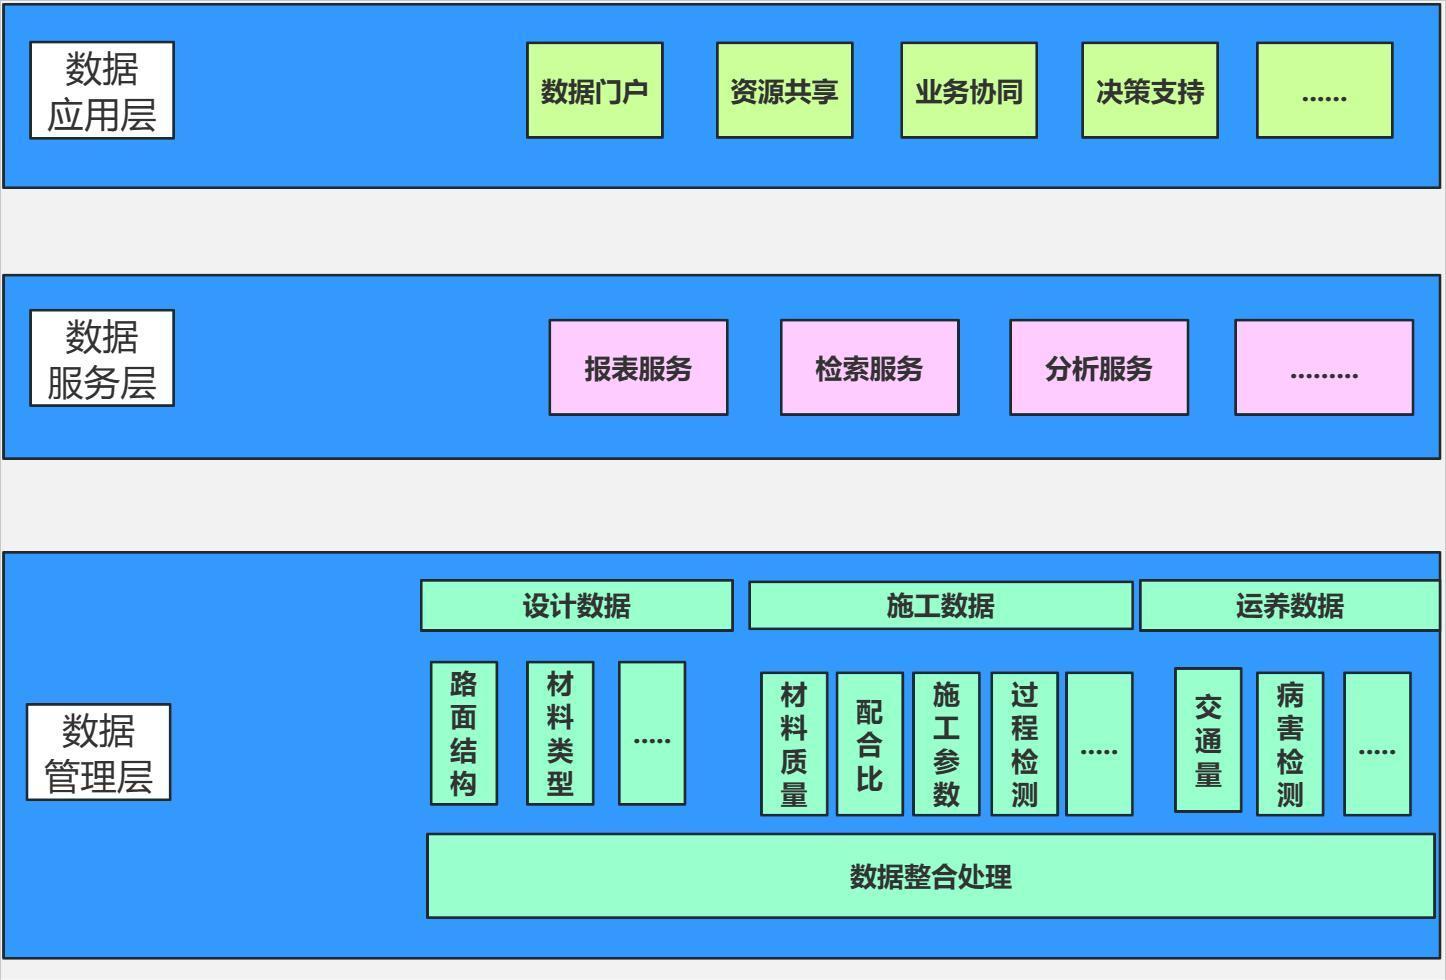 数据
应用层
数据门户
资源共享
业务协同
决策支持
......
数据
服务层
报表服务
检索服务
分析服务
.........
设计数据
施工数据
运养数据
数据
管理层
路面结构
材料类型
.....
材料质量
配合比
施工参数
过程检测
.....
交通量
病害检测
.....
数据整合处理